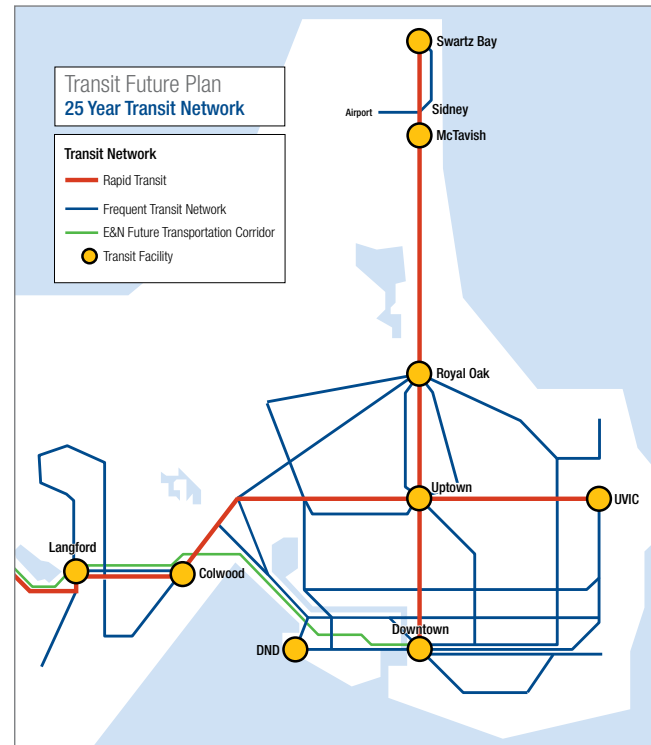 Transit Future Plan
25 Year Transit Network
Transit Network
Rapid Transit
Frequent Transit Network
E&N Future Transportation Corridor
Transit Facility
Swartz Bay
Airport
Sidney
McTavish
Royal Oak
Uptown
UVIC
Langford
Colwood
Downtown
DND